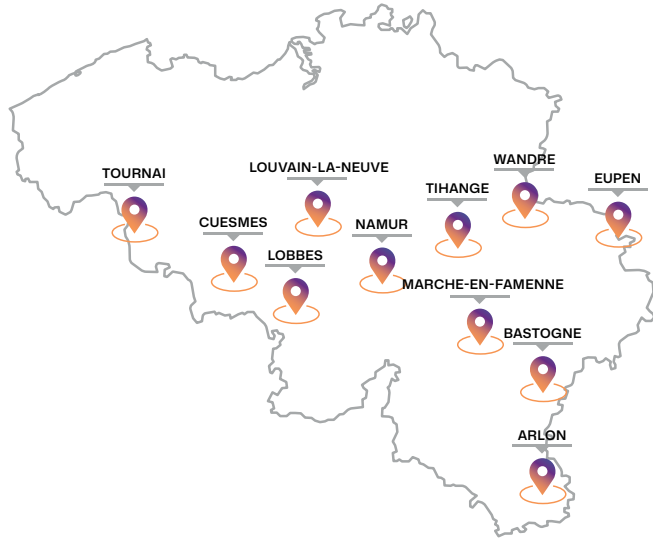 WANDRE
LOUVAIN-LA-NEUVE
TOURNAI
EUPEN
TIHANGE
CUESMES
NAMUR
LOBBES
MARCHE-EN-FAMENNE
BASTOGNE
ARLON